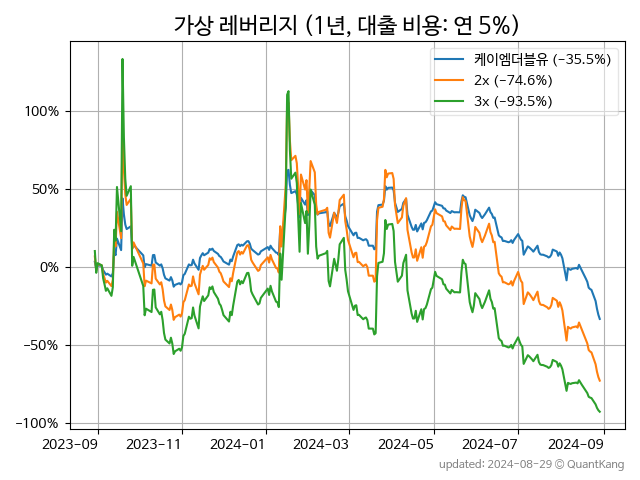 가상 레버리지 (1년, 대출 비용: 연 5%)
케이엠더블유 (−35.5%)
2x (−74.6%)
3x (−93.5%)
100%
50%
0%
−50%
−100%
2023-09 2023-11 2024-01 2024-03 2024-05 2024-07 2024-09
updated: 2024-08-29 © QuantKang